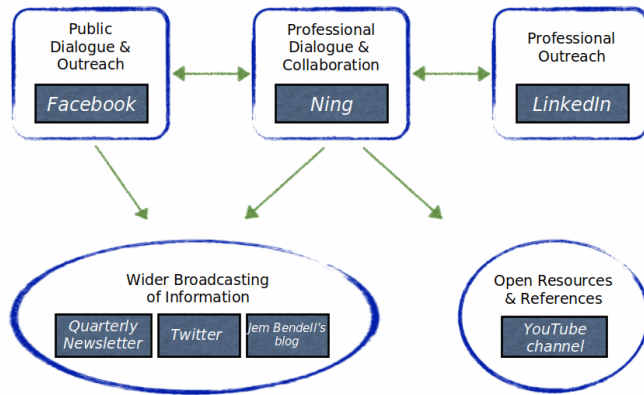 Public
Dialogue &
Outreach
Facebook
Professional
Dialogue &
Collaboration
Ning
Professional
Outreach
LinkedIn
Wider Broadcasting
of Information
Quarterly
Newsletter
Twitter
Jem Bendell's
blog
Open Resources
& References
YouTube
channel